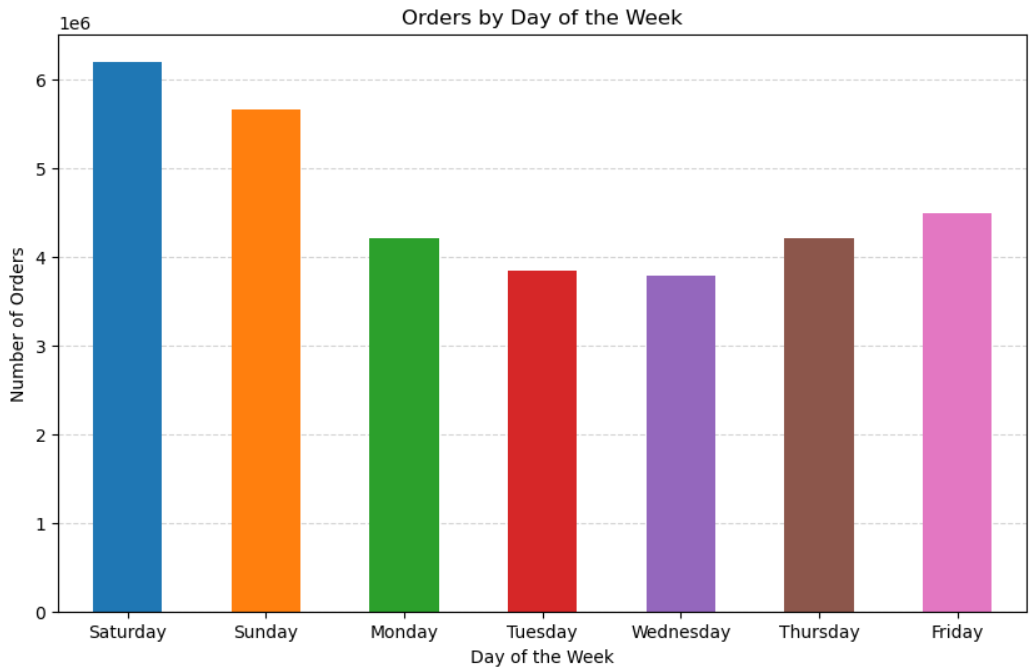 Orders by Day of the Week
1e6
6
5
4
3
2
1
0
Number of Orders
Saturday Sunday Monday Tuesday Wednesday Thursday Friday
Day of the Week